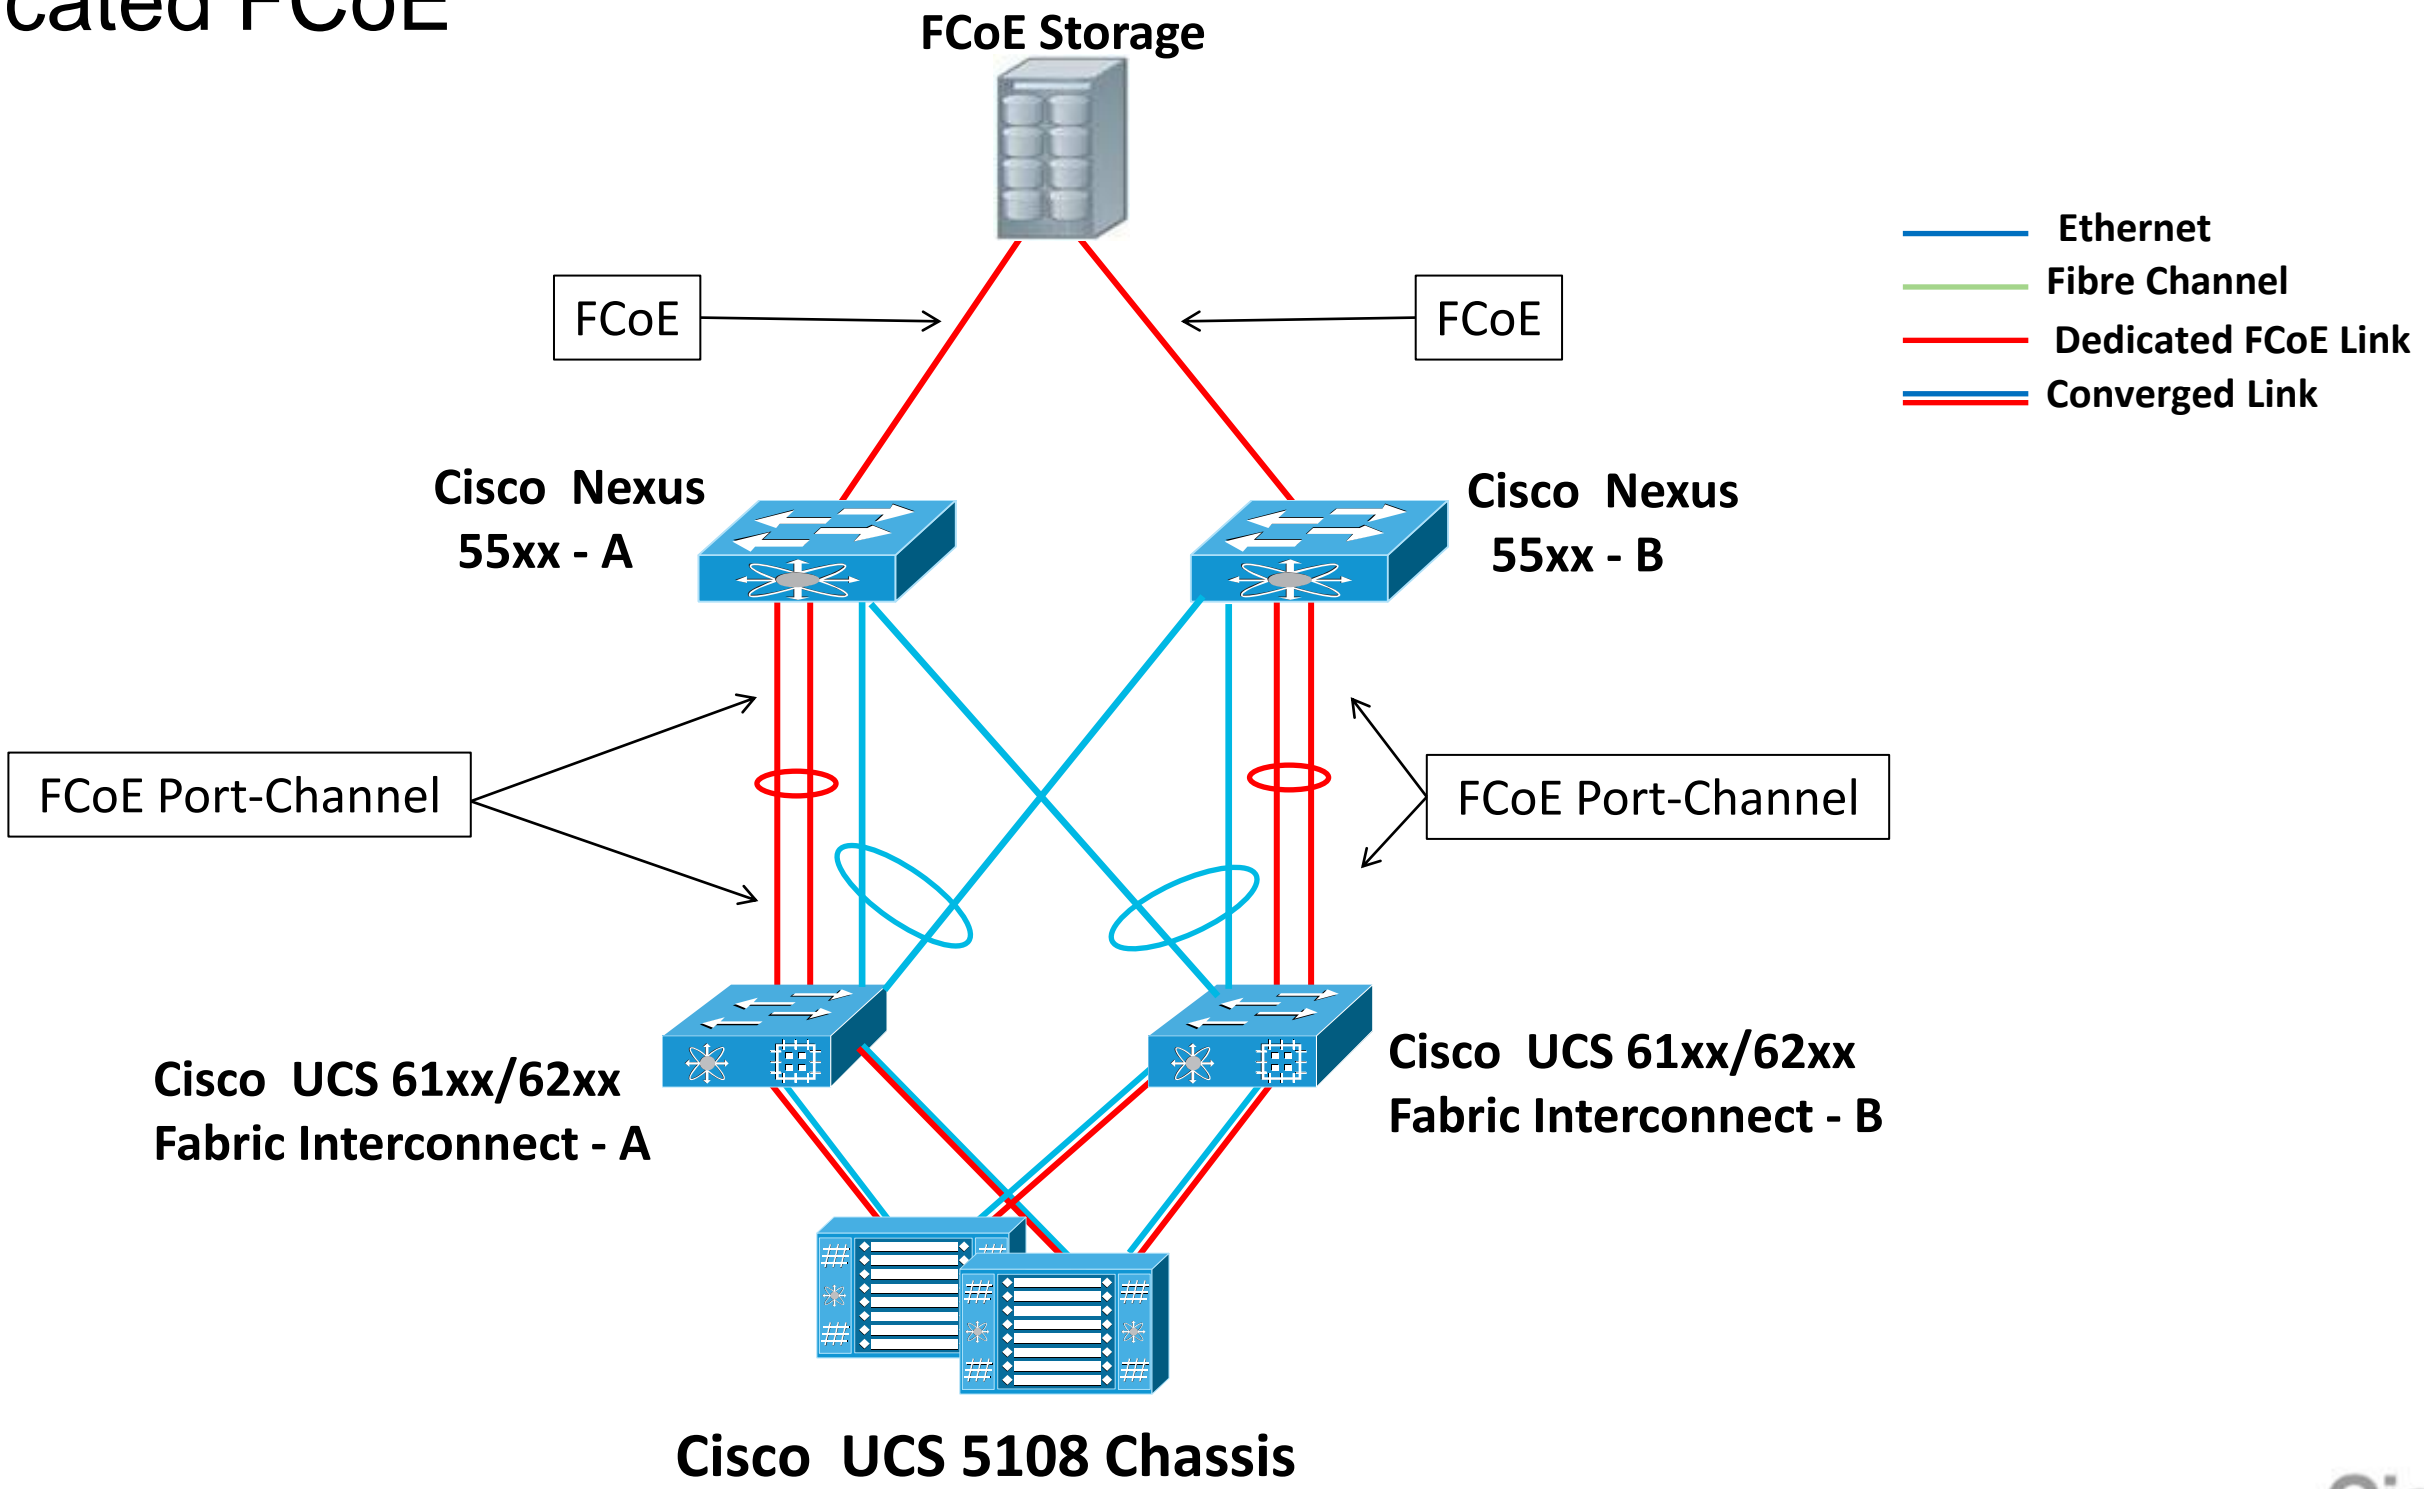 cated FCoE
FCoE Storage
Ethernet
Fibre Channel
Dedicated FCoE Link
Converged Link
FCoE
FCoE
Cisco Nexus
55xx - A
Cisco Nexus
55xx - B
FCoE Port-Channel
FCoE Port-Channel
Cisco UCS 61xx/62xx
Fabric Interconnect - A
Cisco UCS 61xx/62xx
Fabric Interconnect - B
Cisco UCS 5108 Chassis